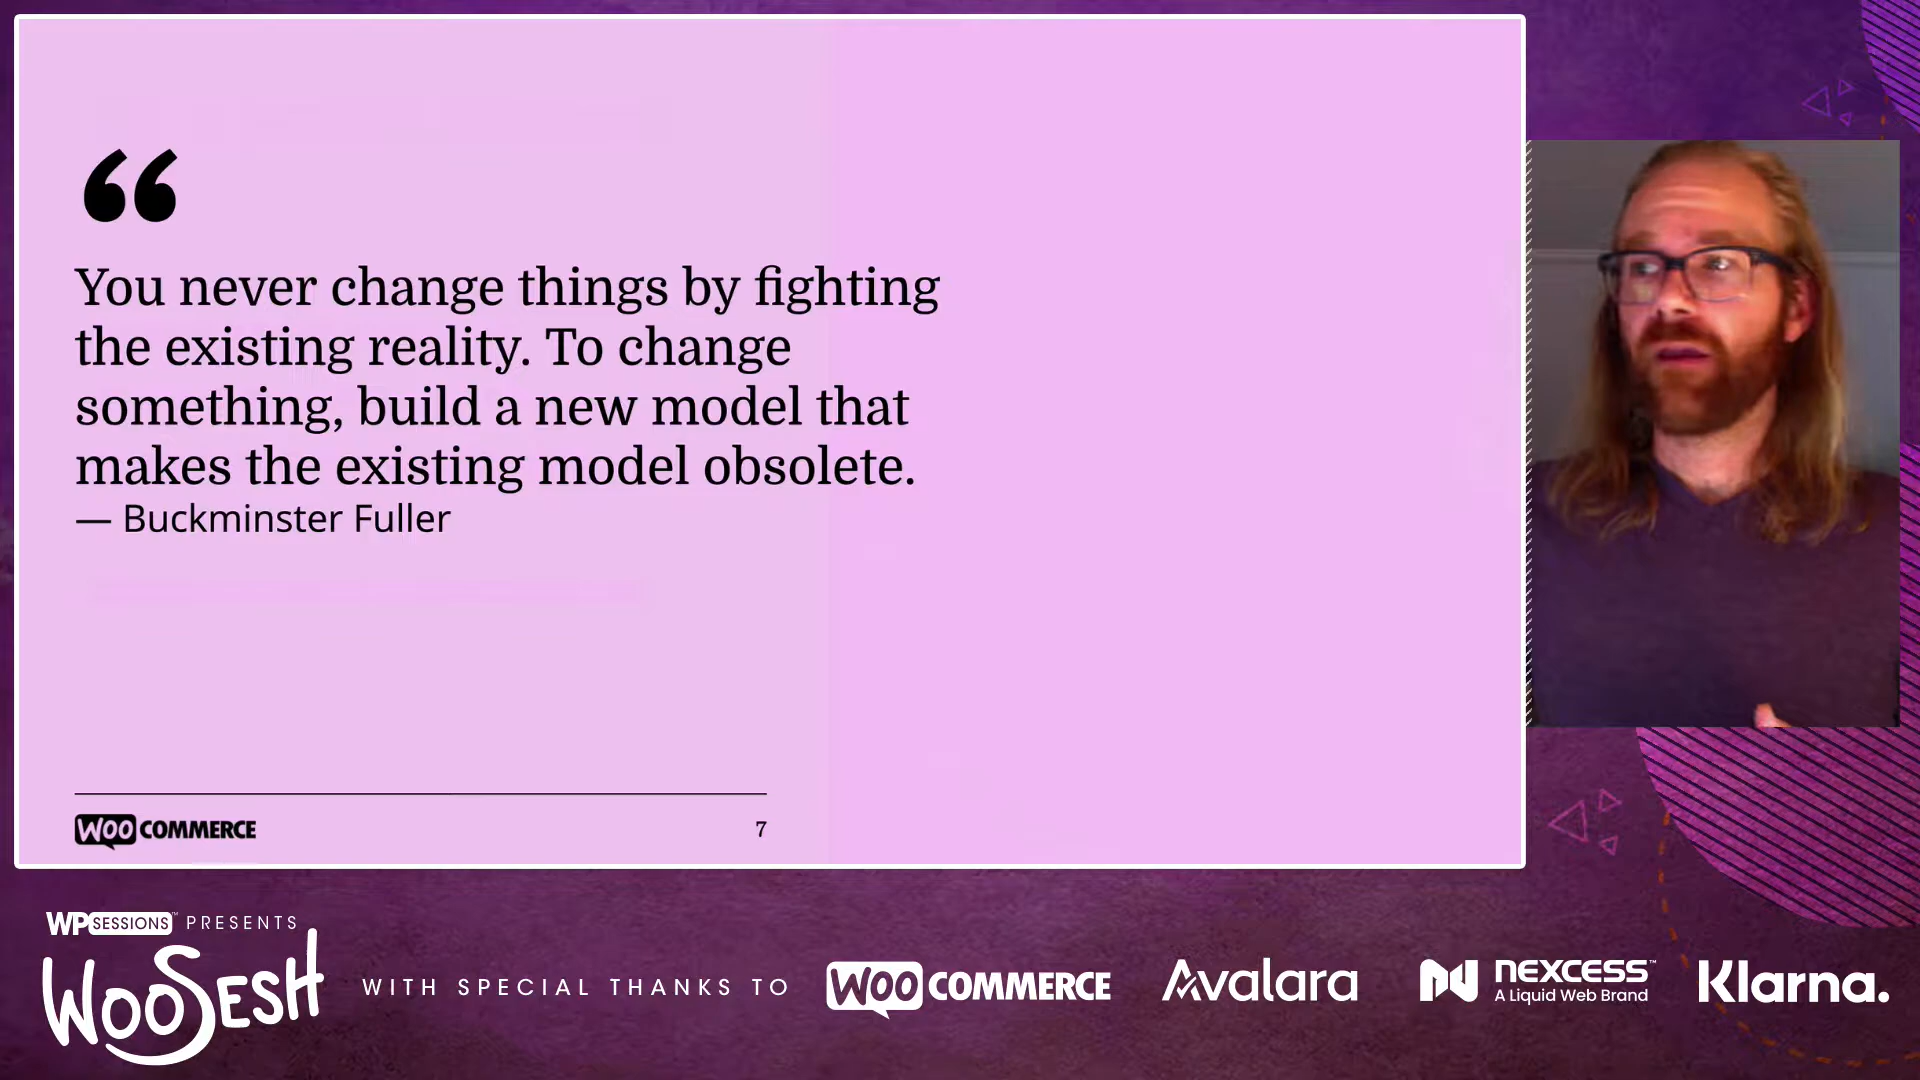 “
You never change things by fighting
the existing reality. To change
something, build a new model that
makes the existing model obsolete.
— Buckminster Fuller
WOO COMMERCE
7
WP SESSIONS™ PRESENTS
WOOSESH
WITH SPECIAL THANKS TO
WOO COMMERCE
Avalara
NEXCESS™
A Liquid Web Brand
Klarna.